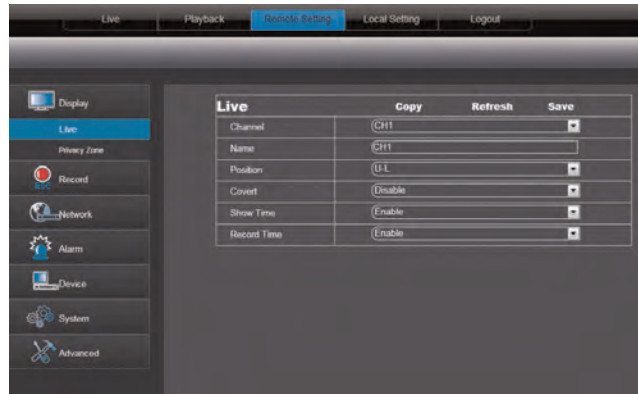 Live Playback Remote Setting Local Setting Logout
Display
Live
Privacy Zone
Record
Network
Alarm
Device
System
Advanced
Live Copy Refresh Save
Channel CH1
Name CH1
Position U-L
Covert Disable
Show Time Enable
Record Time Enable